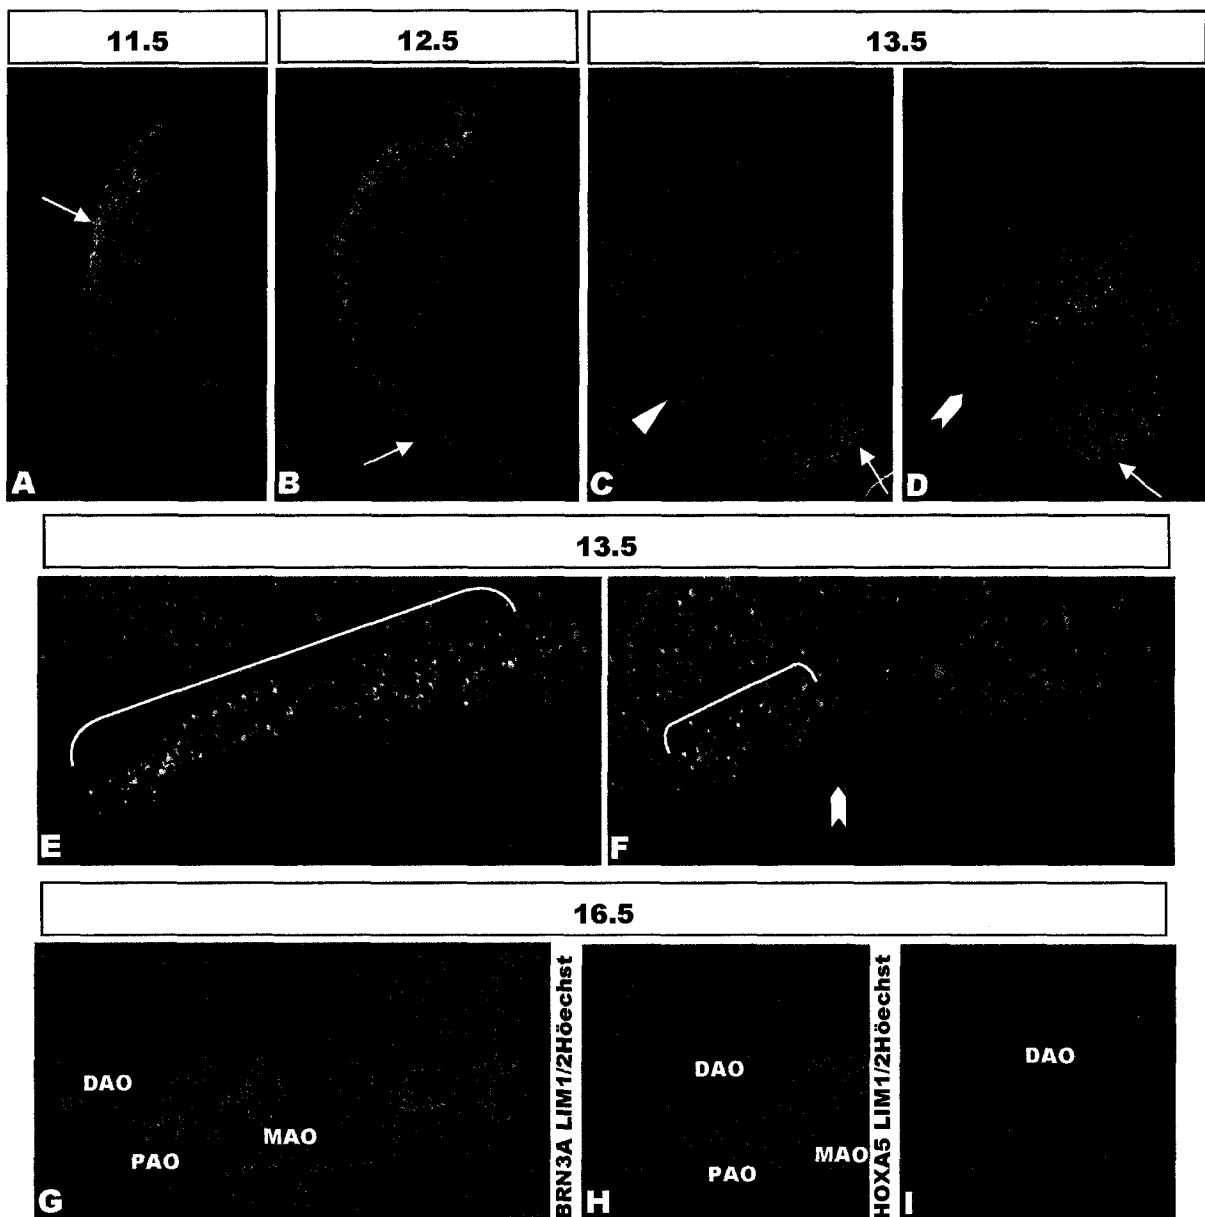 11.5
12.5
13.5
A
B
C
D
13.5
E
F
16.5
DAO
MAO
PAO
G
BRN3A LIM1/2Höechst
DAO
MAO
PAO
H
HOXA5 LIM1/2Höechst
DAO
I